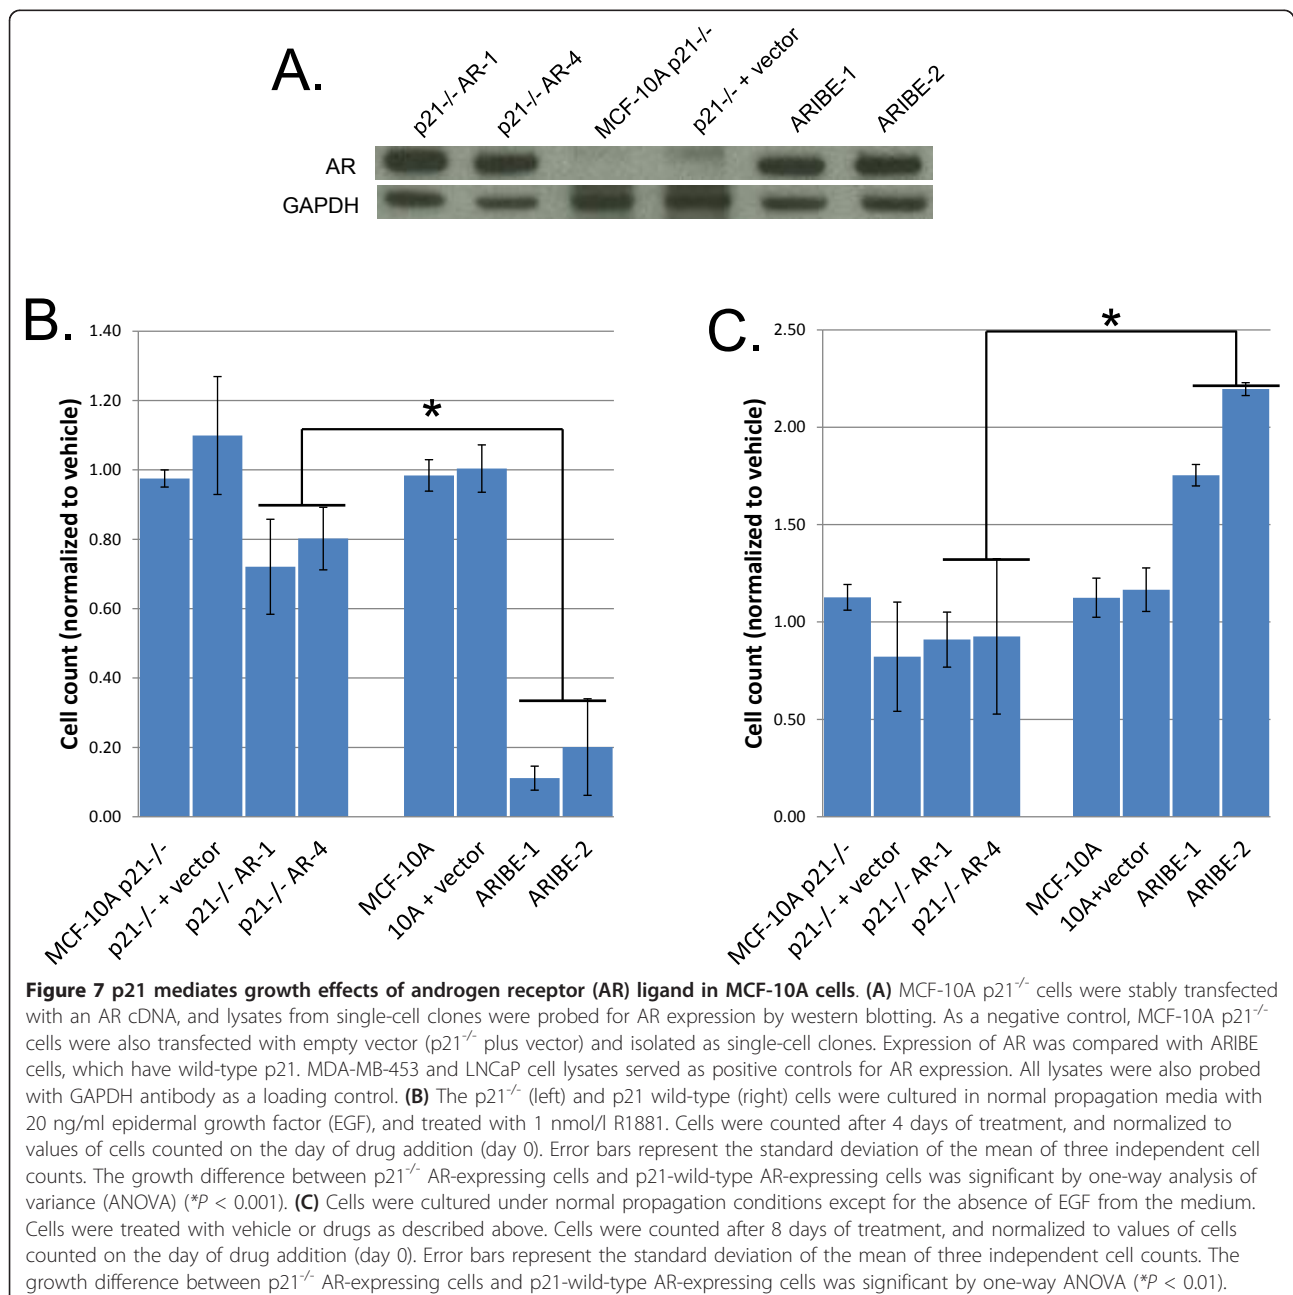 A.
p21-/- AR-1
p21-/- AR-4
MCF-10A p21-/-
p21-/- + vector
ARIBE-1
ARIBE-2
AR
GAPDH
B.
1.40
1.20
1.00
0.80
0.60
0.40
0.20
0.00
Cell count (normalized to vehicle)
*
MCF-10A p21-/-
p21-/- + vector
p21-/- AR-1
p21-/- AR-4
MCF-10A
10A + vector
ARIBE-1
ARIBE-2
C.
2.50
2.00
1.50
1.00
0.50
0.00
Cell count (normalized to vehicle)
*
MCF-10A p21-/-
p21-/- + vector
p21-/- AR-1
p21-/- AR-4
MCF-10A
10A+vector
ARIBE-1
ARIBE-2
Figure 7 p21 mediates growth effects of androgen receptor (AR) ligand in MCF-10A cells. (A) MCF-10A p21-/- cells were stably transfected
with an AR cDNA, and lysates from single-cell clones were probed for AR expression by western blotting. As a negative control, MCF-10A p21-/-
cells were also transfected with empty vector (p21-/- plus vector) and isolated as single-cell clones. Expression of AR was compared with ARIBE
cells, which have wild-type p21. MDA-MB-453 and LNCaP cell lysates served as positive controls for AR expression. All lysates were also probed
with GAPDH antibody as a loading control. (B) The p21-/- (left) and p21 wild-type (right) cells were cultured in normal propagation media with
20 ng/ml epidermal growth factor (EGF), and treated with 1 nmol/l R1881. Cells were counted after 4 days of treatment, and normalized to
values of cells counted on the day of drug addition (day 0). Error bars represent the standard deviation of the mean of three independent cell
counts. The growth difference between p21-/- AR-expressing cells and p21-wild-type AR-expressing cells was significant by one-way analysis of
variance (ANOVA) (*P < 0.001). (C) Cells were cultured under normal propagation conditions except for the absence of EGF from the medium.
Cells were treated with vehicle or drugs as described above. Cells were counted after 8 days of treatment, and normalized to values of cells
counted on the day of drug addition (day 0). Error bars represent the standard deviation of the mean of three independent cell counts. The
growth difference between p21-/- AR-expressing cells and p21-wild-type AR-expressing cells was significant by one-way ANOVA (*P < 0.01).